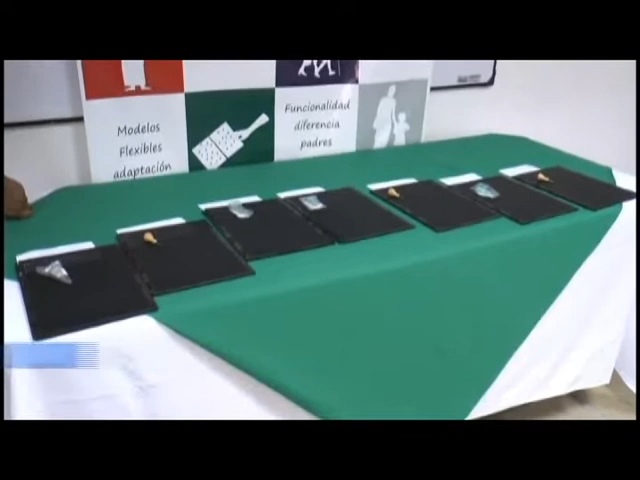 Modelos
Flexibles
adaptación
Funcionalidad
diferencia
padres